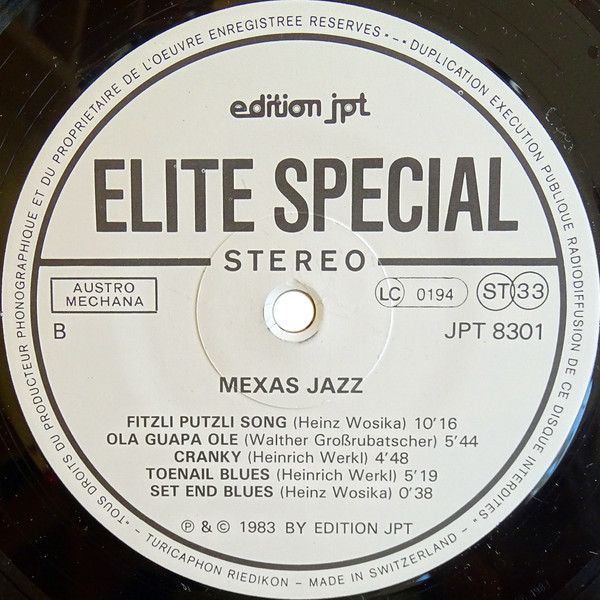 TOUS DROITS DU PRODUCTEUR PHONOGRAPHIQUE ET DU PROPRIETAIRE DE L'OEUVRE ENREGISTREE RESERVES • – • DUPLICATION EXECUTION PUBLIQUE RADIODIFFUSION DE CE DISQUE INTERDITES •
edition jpt
ELITE SPECIAL
STEREO
AUSTRO
MECHANA
LC 0194
ST 33
B
JPT 8301
MEXAS JAZZ
FITZLI PUTZLI SONG (Heinz Wosika) 10'16
OLA GUAPA OLE (Walther Großrubatscher) 5'44
CRANKY (Heinrich Werkl) 4'48
TOENAIL BLUES (Heinrich Werkl) 5'19
SET END BLUES (Heinz Wosika) 0'38
Ⓟ & © 1983 BY EDITION JPT
TURICAPHON RIEDIKON – MADE IN SWITZERLAND